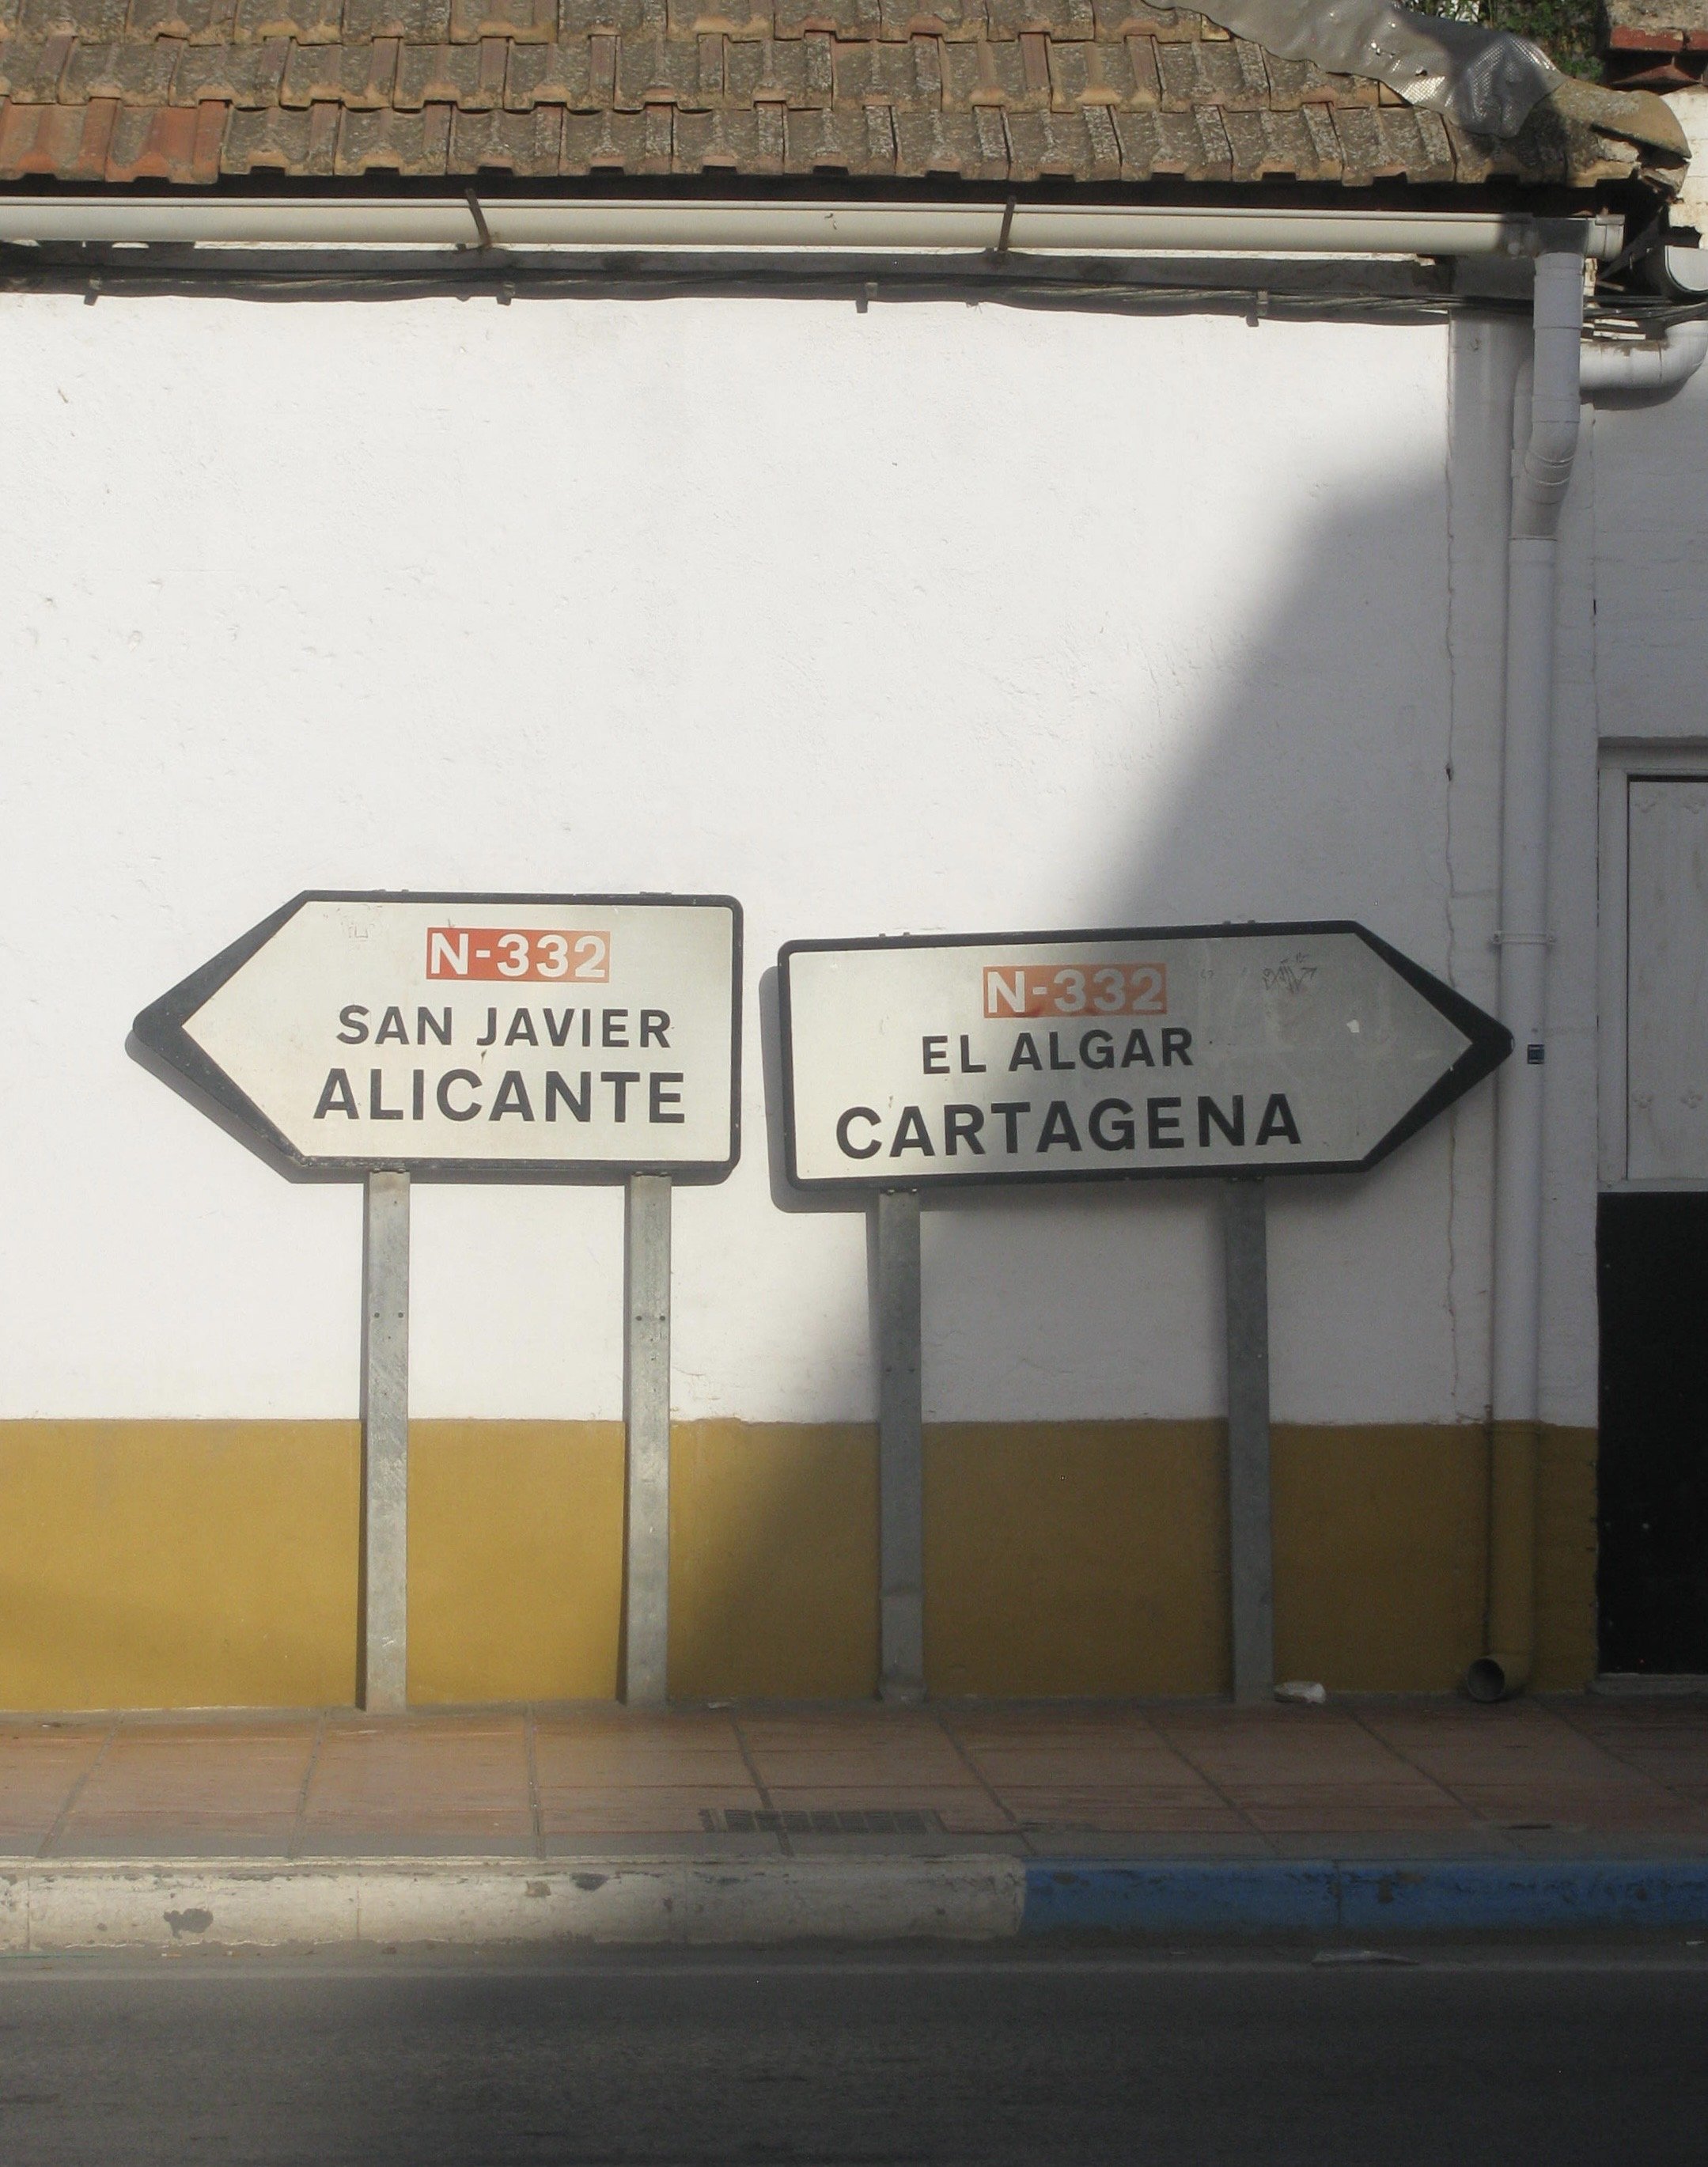 N-332
SAN JAVIER
ALICANTE
N-332
EL ALGAR
CARTAGENA